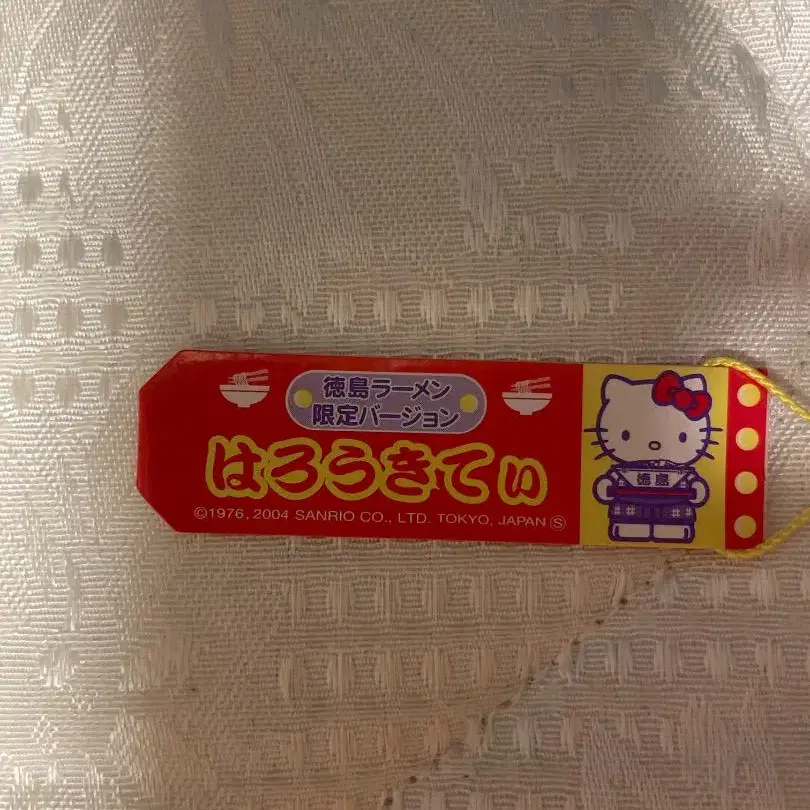 徳島ラーメン
限定バージョン
はろうきてぃ
©1976, 2004 SANRIO CO., LTD. TOKYO, JAPAN Ⓢ
徳島